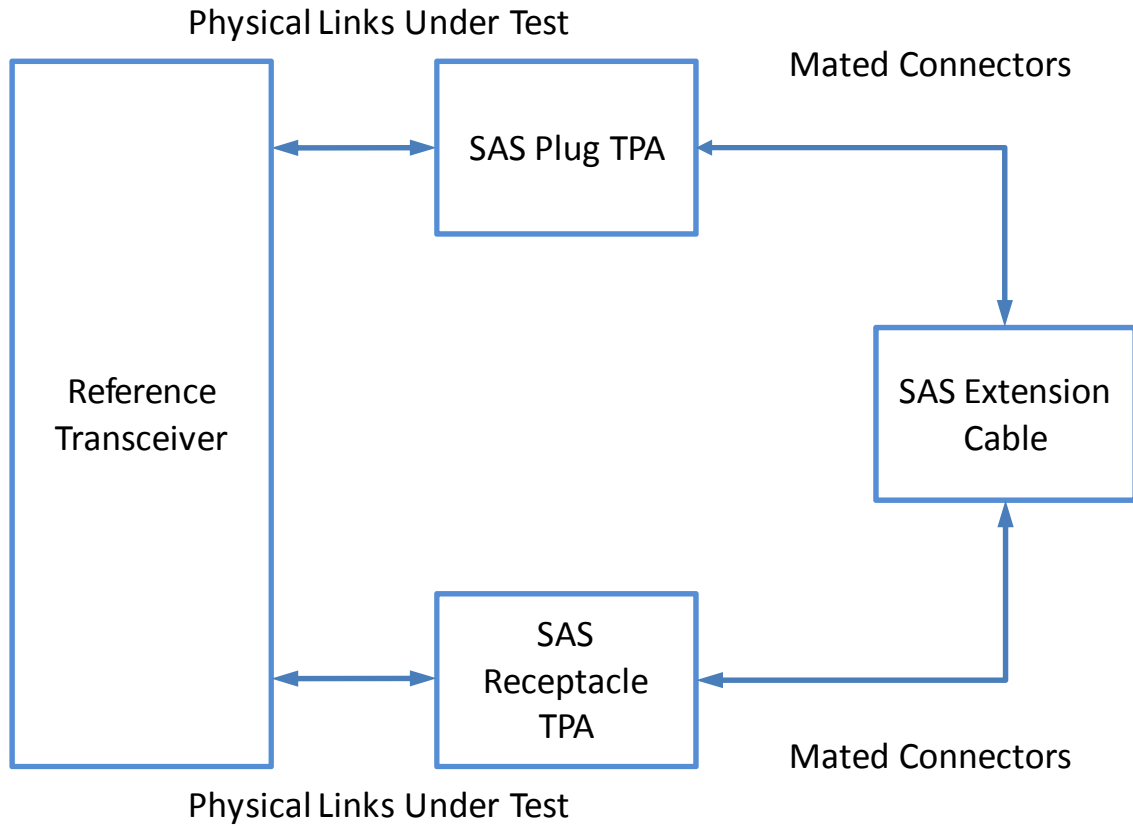 Physical Links Under Test
Mated Connectors
SAS Plug TPA
Reference
Transceiver
SAS Extension
Cable
SAS
Receptacle
TPA
Mated Connectors
Physical Links Under Test